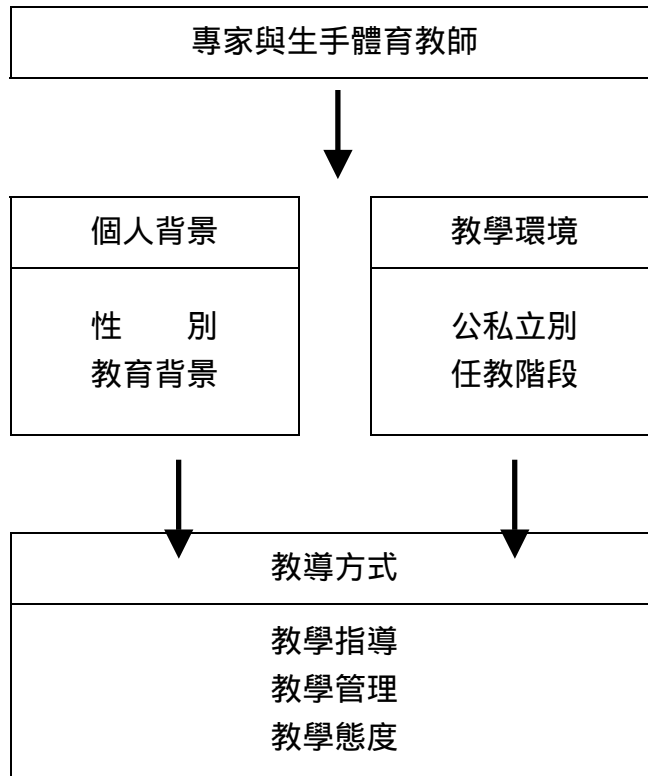 專家與生手體育教師
個人背景
性　　別
教育背景
教學環境
公私立別
任教階段
教導方式
教學指導
教學管理
教學態度